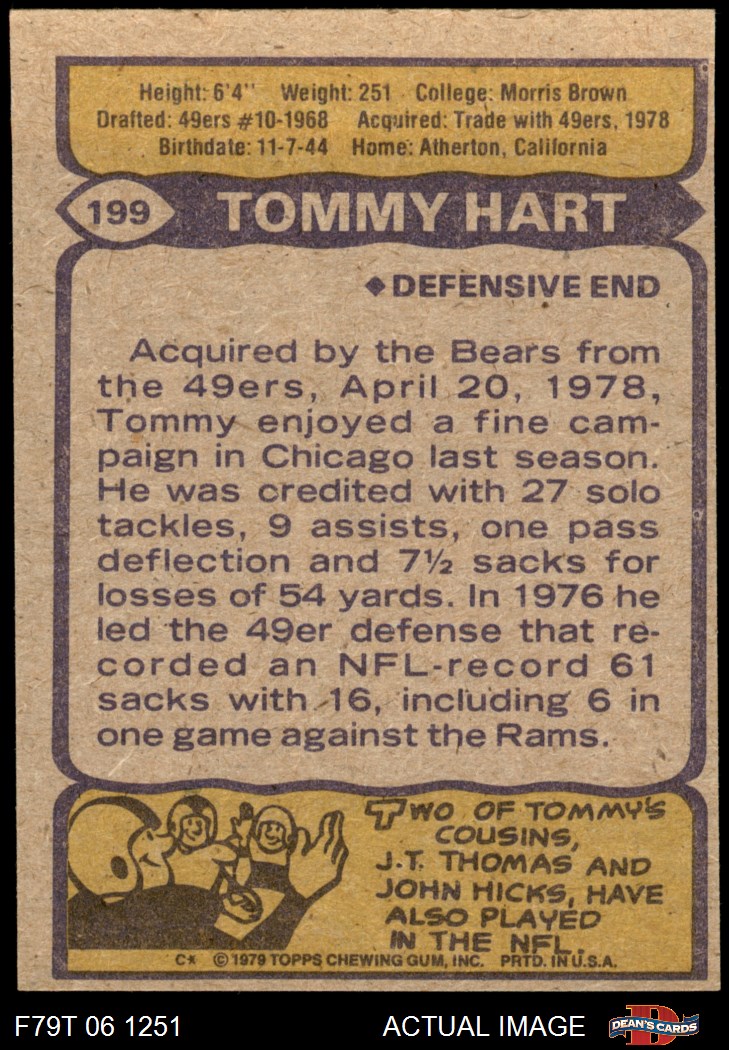 Height: 6'4'' Weight: 251 College: Morris Brown
Drafted: 49ers #10-1968 Acquired: Trade with 49ers, 1978
Birthdate: 11-7-44 Home: Atherton, California
199 TOMMY HART
◆ DEFENSIVE END
Acquired by the Bears from
the 49ers, April 20, 1978,
Tommy enjoyed a fine cam-
paign in Chicago last season.
He was credited with 27 solo
tackles, 9 assists, one pass
deflection and 7½ sacks for
losses of 54 yards. In 1976 he
led the 49er defense that re-
corded an NFL-record 61
sacks with 16, including 6 in
one game against the Rams.
TWO OF TOMMY'S
COUSINS,
J.T. THOMAS AND
JOHN HICKS, HAVE
ALSO PLAYED
IN THE NFL.
C* © 1979 TOPPS CHEWING GUM, INC. PRTD. IN U.S.A.
F79T 06 1251 ACTUAL IMAGE D DEAN'S CARDS